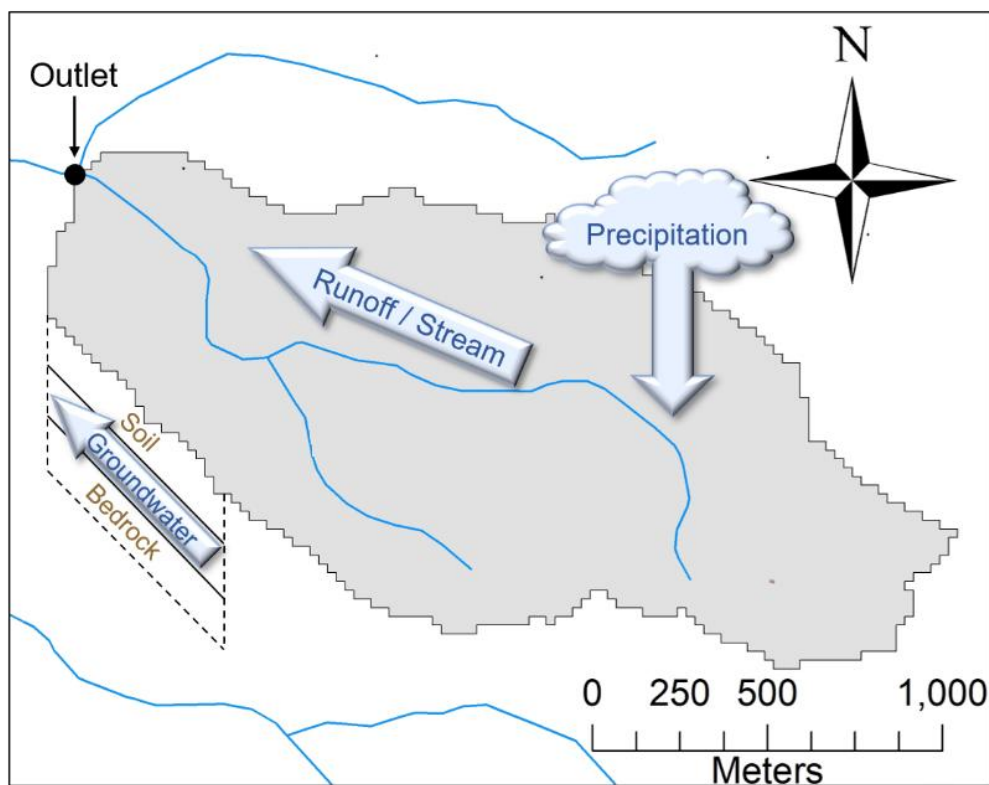 N
Outlet
Precipitation
Runoff / Stream
Soil
Groundwater
Bedrock
0 250 500 1,000
Meters